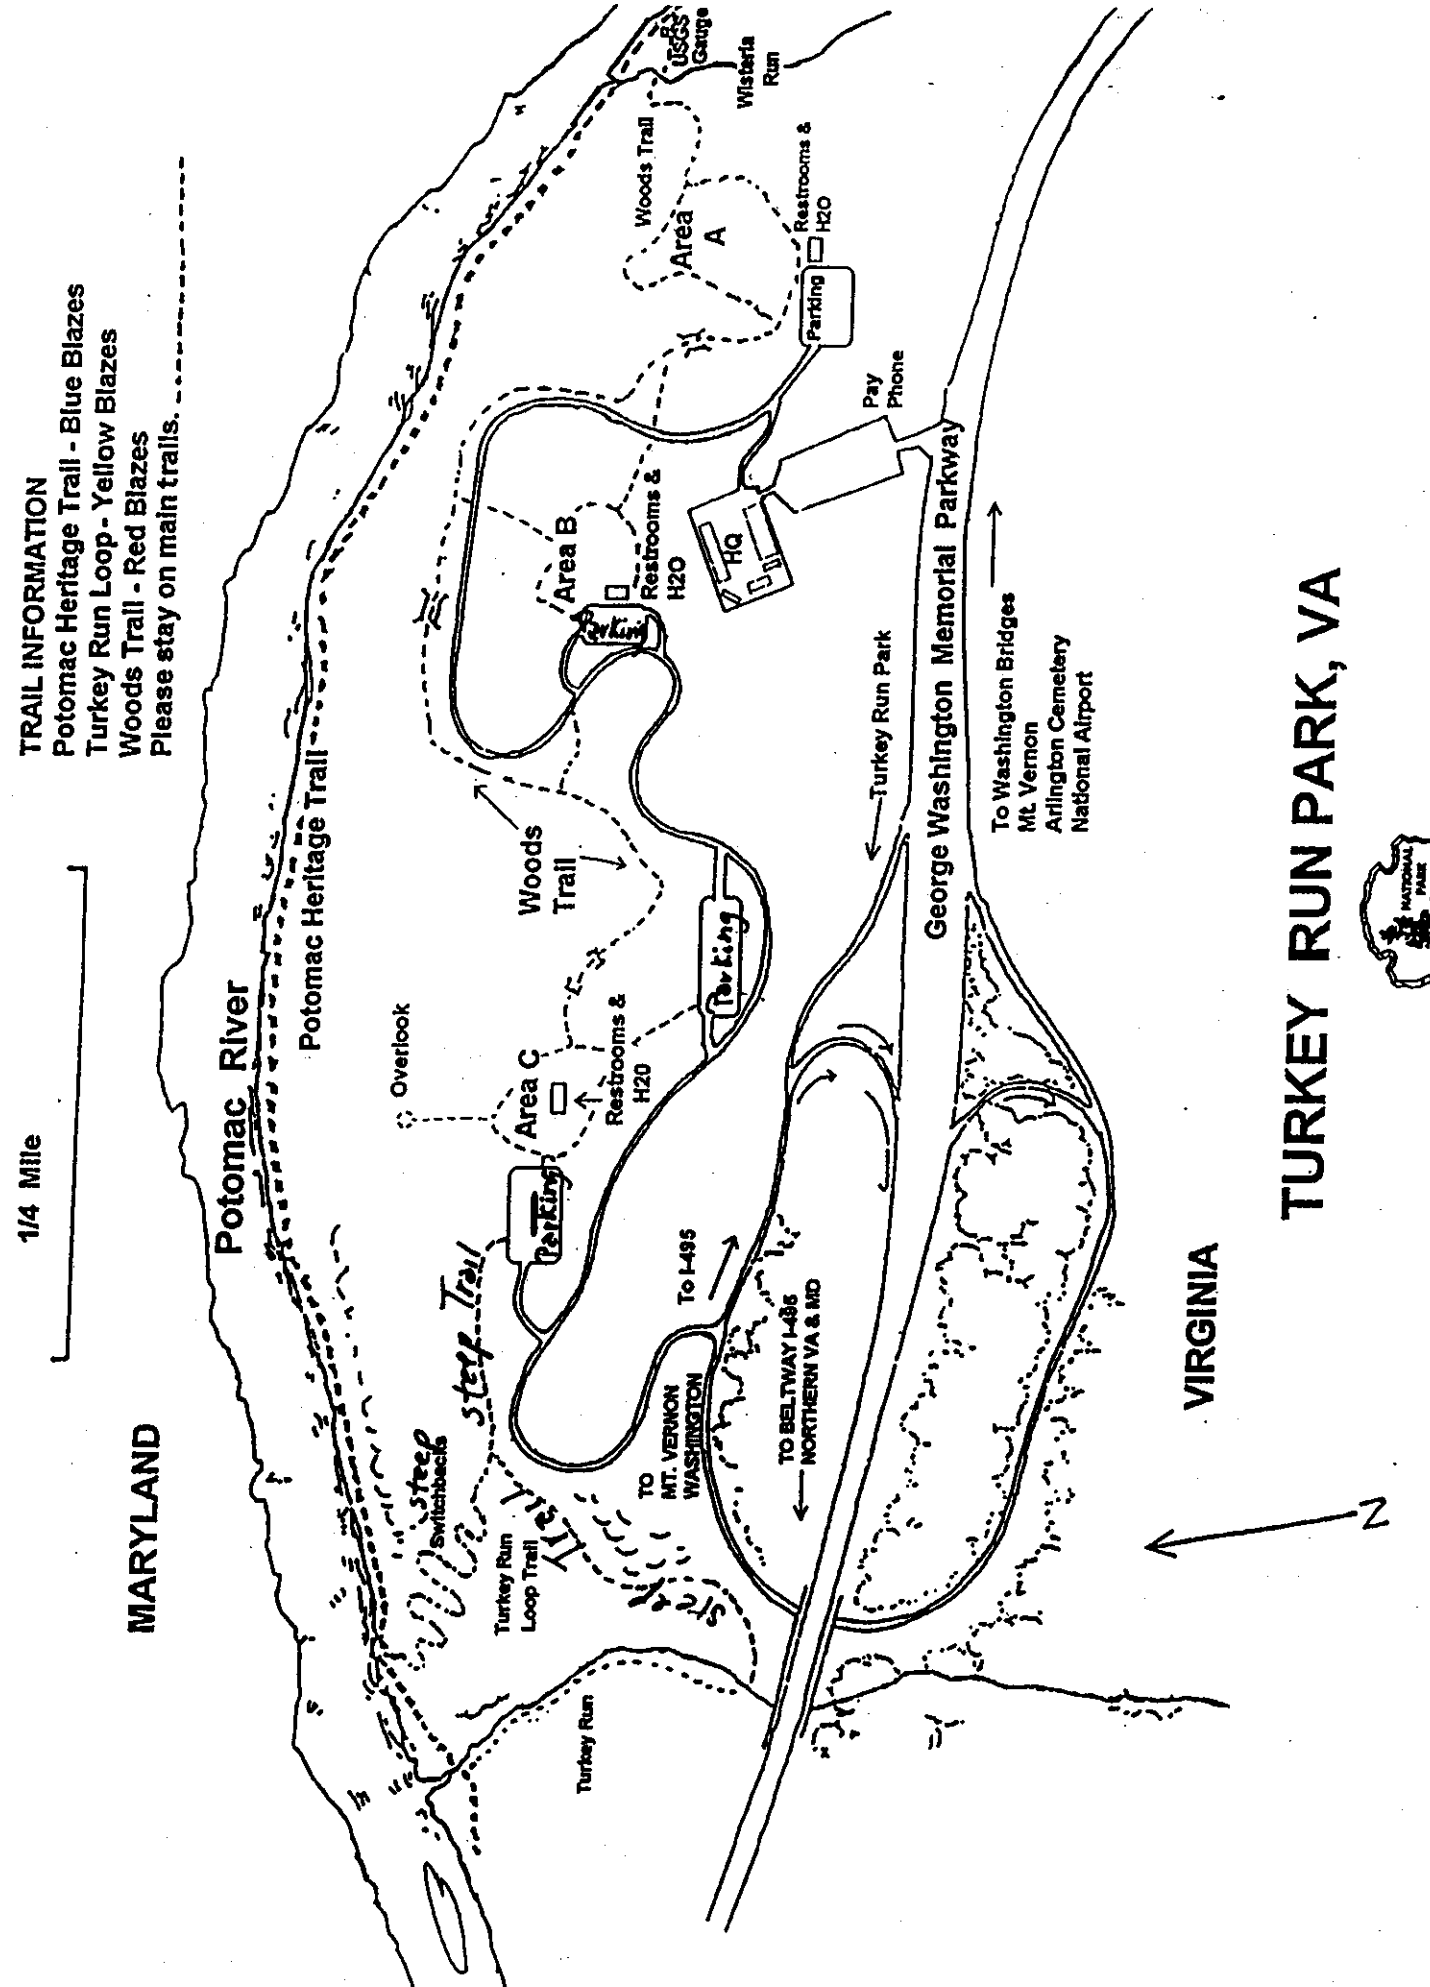 TRAIL INFORMATION
Potomac Heritage Trail - Blue Blazes
Turkey Run Loop - Yellow Blazes
Woods Trail - Red Blazes
Please stay on main trails.
1/4 Mile
MARYLAND
Potomac River
Potomac Heritage Trail
USGS
Gauge
Wisteria
Run
Woods Trail
Area
A
Restrooms &
H2O
Parking
Pay
Phone
Area B
Restrooms &
H2O
Parking
HQ
Woods
Trail
Overlook
Area C
Restrooms &
H20
Parking
Parking
steep Trail
steep
Switchbacks
Turkey Run
Loop Trail
steep
Turkey Run
To I-495
TO
MT. VERNON
WASHINGTON
TO BELTWAY I-495
NORTHERN VA & MD
Turkey Run Park
George Washington Memorial Parkway
To Washington Bridges
Mt. Vernon
Arlington Cemetery
National Airport
VIRGINIA
N
TURKEY RUN PARK, VA
NATIONAL
PARK